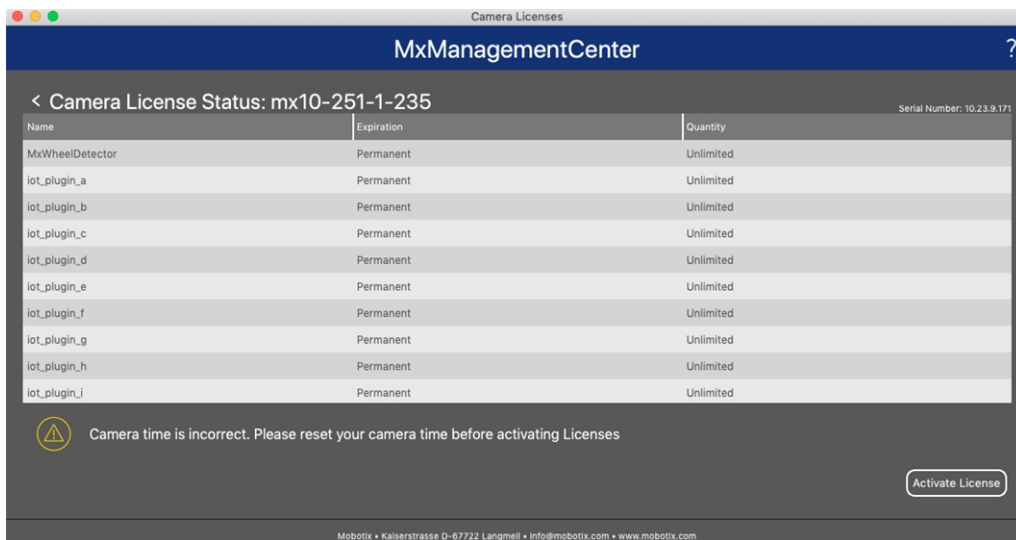 Camera Licenses
MxManagementCenter ?
< Camera License Status: mx10-251-1-235
Serial Number: 10.23.9.171
Name Expiration Quantity
MxWheelDetector Permanent Unlimited
iot_plugin_a Permanent Unlimited
iot_plugin_b Permanent Unlimited
iot_plugin_c Permanent Unlimited
iot_plugin_d Permanent Unlimited
iot_plugin_e Permanent Unlimited
iot_plugin_f Permanent Unlimited
iot_plugin_g Permanent Unlimited
iot_plugin_h Permanent Unlimited
iot_plugin_i Permanent Unlimited
Camera time is incorrect. Please reset your camera time before activating Licenses
Activate License
Mobotix • Kaiserstrasse D-67722 Langmeil • info@mobotix.com • www.mobotix.com